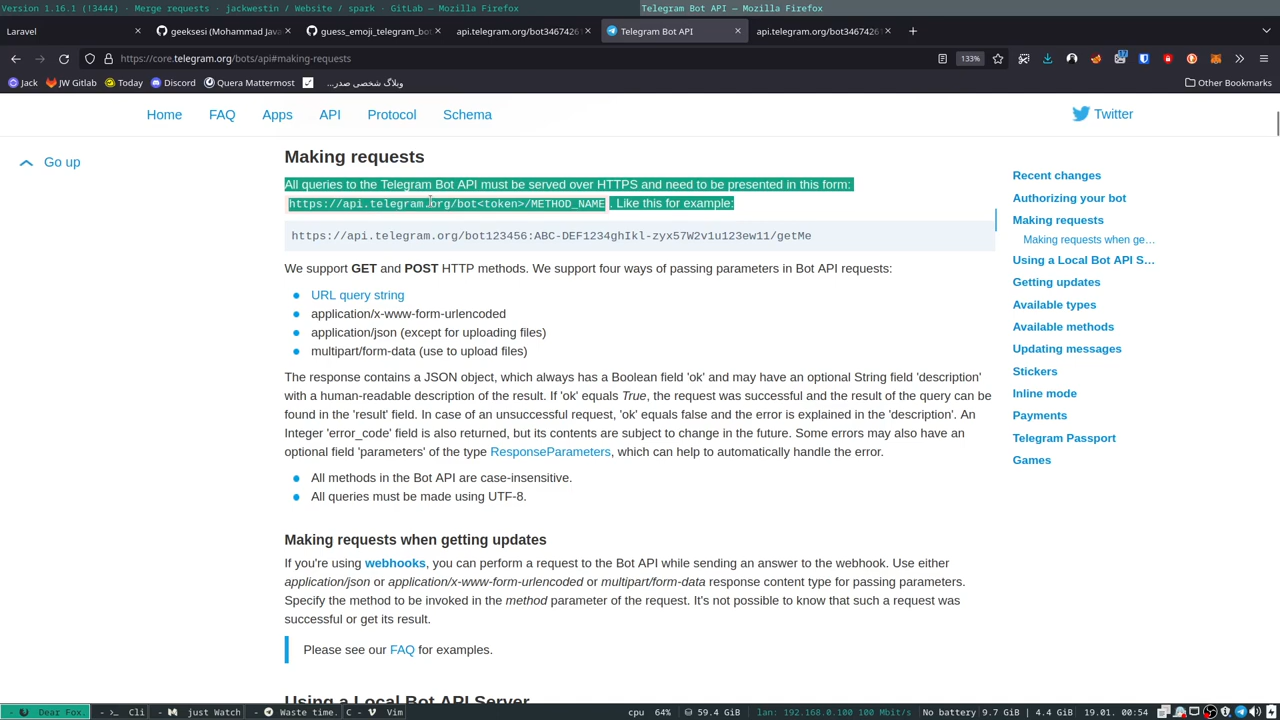 Version 1.16.1 (!3444) · Merge requests · jackwestin / Website / spark · GitLab — Mozilla Firefox
Telegram Bot API — Mozilla Firefox
Laravel
geeksesi (Mohammad Java
guess_emoji_telegram_bot
api.telegram.org/bot3467426
Telegram Bot API
api.telegram.org/bot3467426
https://core.telegram.org/bots/api#making-requests
133%
Jack
JW Gitlab
Today
Discord
Quera Mattermost
وبلاگ شخصی صدر...
Other Bookmarks
Home
FAQ
Apps
API
Protocol
Schema
Twitter
Go up
Making requests
All queries to the Telegram Bot API must be served over HTTPS and need to be presented in this form:
https://api.telegram.org/bot<token>/METHOD_NAME . Like this for example:
https://api.telegram.org/bot123456:ABC-DEF1234ghIkl-zyx57W2v1u123ew11/getMe
We support GET and POST HTTP methods. We support four ways of passing parameters in Bot API requests:
URL query string
application/x-www-form-urlencoded
application/json (except for uploading files)
multipart/form-data (use to upload files)
The response contains a JSON object, which always has a Boolean field 'ok' and may have an optional String field 'description'
with a human-readable description of the result. If 'ok' equals True, the request was successful and the result of the query can be
found in the 'result' field. In case of an unsuccessful request, 'ok' equals false and the error is explained in the 'description'. An
Integer 'error_code' field is also returned, but its contents are subject to change in the future. Some errors may also have an
optional field 'parameters' of the type ResponseParameters, which can help to automatically handle the error.
All methods in the Bot API are case-insensitive.
All queries must be made using UTF-8.
Making requests when getting updates
If you're using webhooks, you can perform a request to the Bot API while sending an answer to the webhook. Use either
application/json or application/x-www-form-urlencoded or multipart/form-data response content type for passing parameters.
Specify the method to be invoked in the method parameter of the request. It's not possible to know that such a request was
successful or get its result.
Please see our FAQ for examples.
Using a Local Bot API Server
Recent changes
Authorizing your bot
Making requests
Making requests when ge...
Using a Local Bot API S...
Getting updates
Available types
Available methods
Updating messages
Stickers
Inline mode
Payments
Telegram Passport
Games
- Dear Fox.
- >_ Cli
- just Watch
- Waste time.
C - Vim
cpu 64%
59.4 GiB
lan: 192.168.0.100 100 Mbit/s
No battery
9.7 GiB | 4.4 GiB
19.01. 00:54